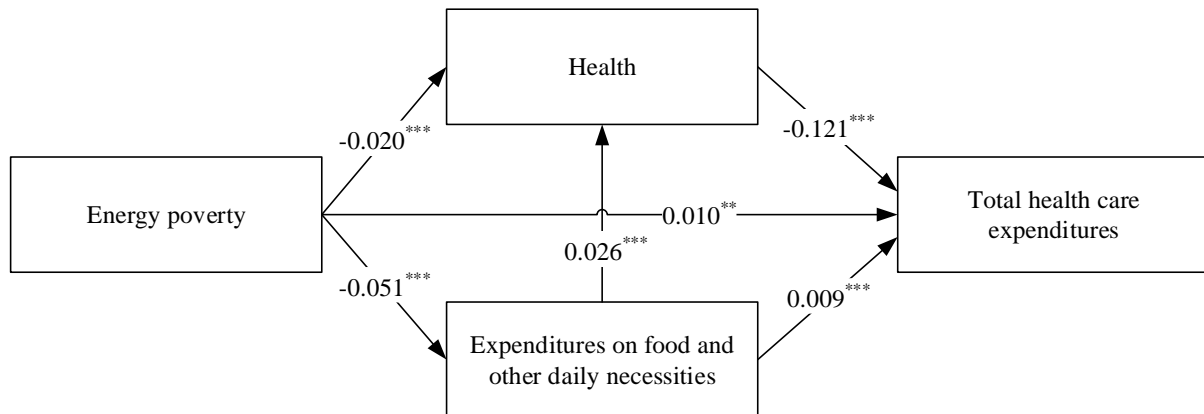 Health
-0.020***
-0.121***
Energy poverty
0.010**
Total health care
expenditures
0.026***
-0.051***
0.009***
Expenditures on food and
other daily necessities